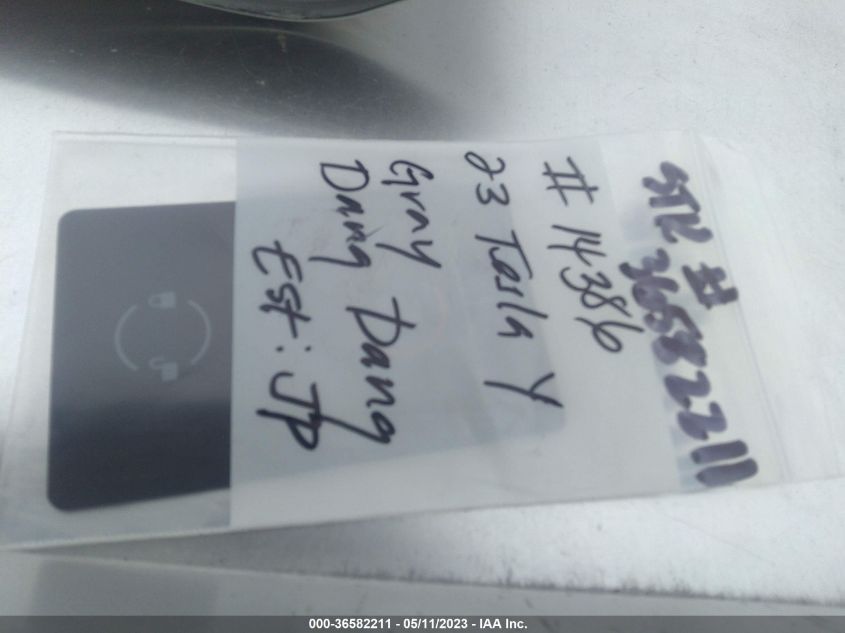 STK # 36582211
# 14386
23 Tesla Y
Gray Dang
Dang
Est: JP
000-36582211 - 05/11/2023 - IAA Inc.